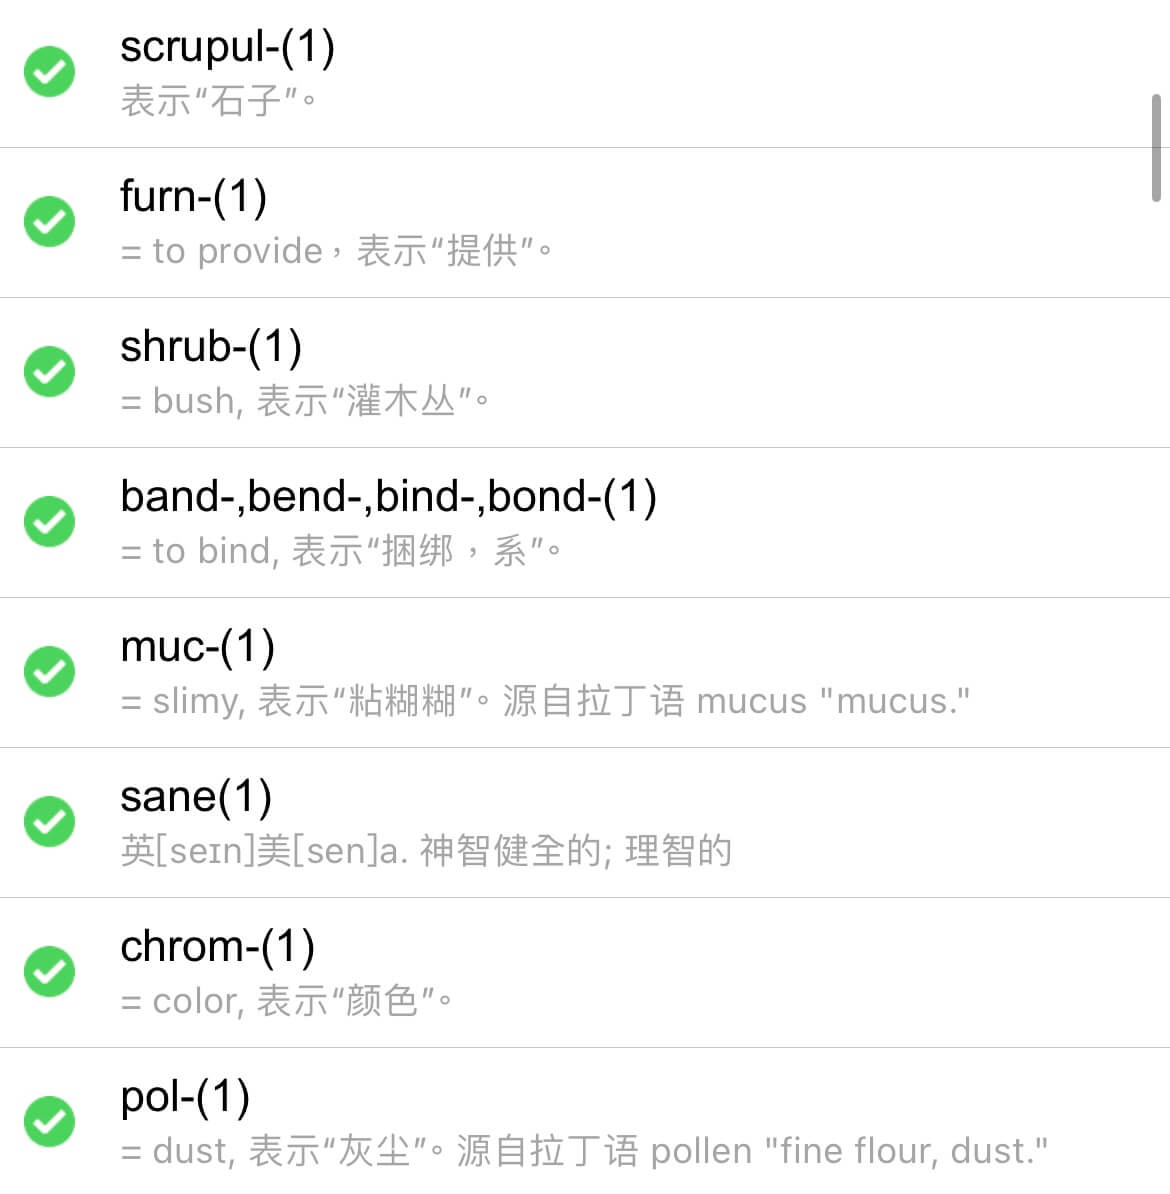 scrupul-(1)
表示“石子”。
furn-(1)
= to provide，表示“提供”。
shrub-(1)
= bush, 表示“灌木丛”。
band-,bend-,bind-,bond-(1)
= to bind, 表示“捆绑，系”。
muc-(1)
= slimy, 表示“粘糊糊”。源自拉丁语 mucus "mucus."
sane(1)
英[seɪn]美[sen]a. 神智健全的; 理智的
chrom-(1)
= color, 表示“颜色”。
pol-(1)
= dust, 表示“灰尘”。源自拉丁语 pollen "fine flour, dust."